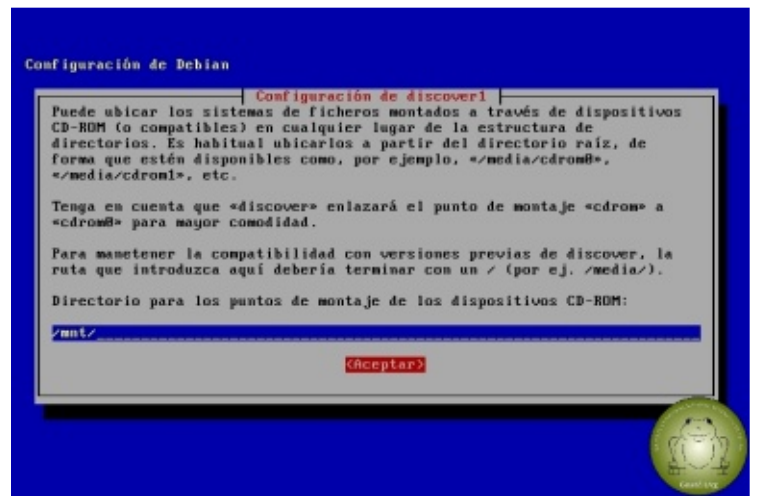 Configuración de Debian
Configuración de discover1
Puede ubicar los sistemas de ficheros montados a través de dispositivos
CD-ROM (o compatibles) en cualquier lugar de la estructura de
directorios. Es habitual ubicarlos a partir del directorio raíz, de
forma que estén disponibles como, por ejemplo, «/media/cdrom0»,
«/media/cdrom1», etc.
Tenga en cuenta que «discover» enlazará el punto de montaje «cdrom» a
«cdrom0» para mayor comodidad.
Para manetener la compatibilidad con versiones previas de discover, la
ruta que introduzca aquí debería terminar con un / (por ej. /media/).
Directorio para los puntos de montaje de los dispositivos CD-ROM:
/mnt/
<Aceptar>